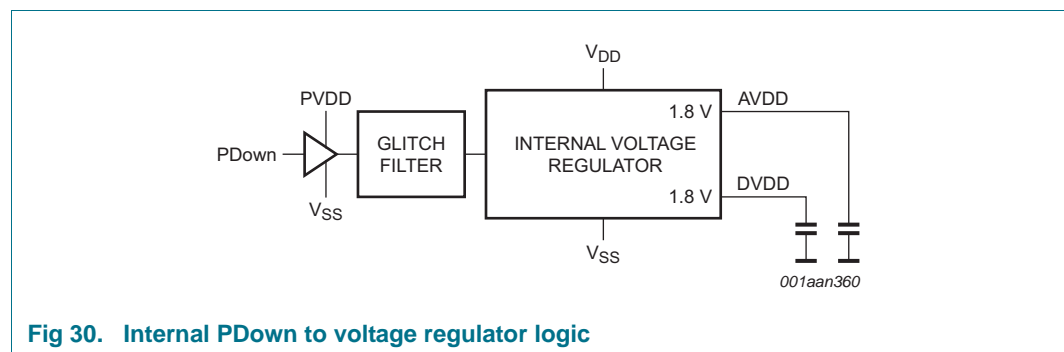 VDD
PVDD
PDown
VSS
GLITCH
FILTER
INTERNAL VOLTAGE
REGULATOR
1.8 V
AVDD
1.8 V
DVDD
VSS
001aan360
Fig 30. Internal PDown to voltage regulator logic